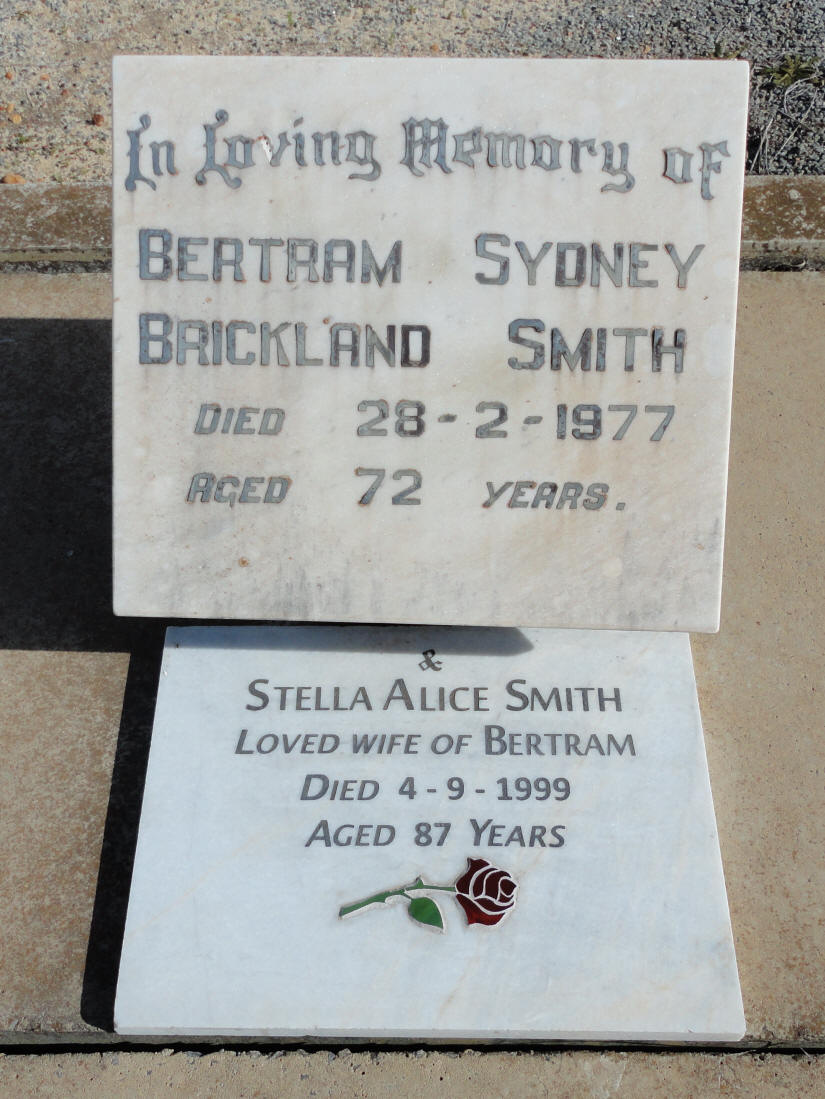 In Loving Memory of
BERTRAM SYDNEY
BRICKLAND SMITH
DIED 28-2-1977
AGED 72 YEARS.
&
STELLA ALICE SMITH
LOVED WIFE OF BERTRAM
DIED 4-9-1999
AGED 87 YEARS